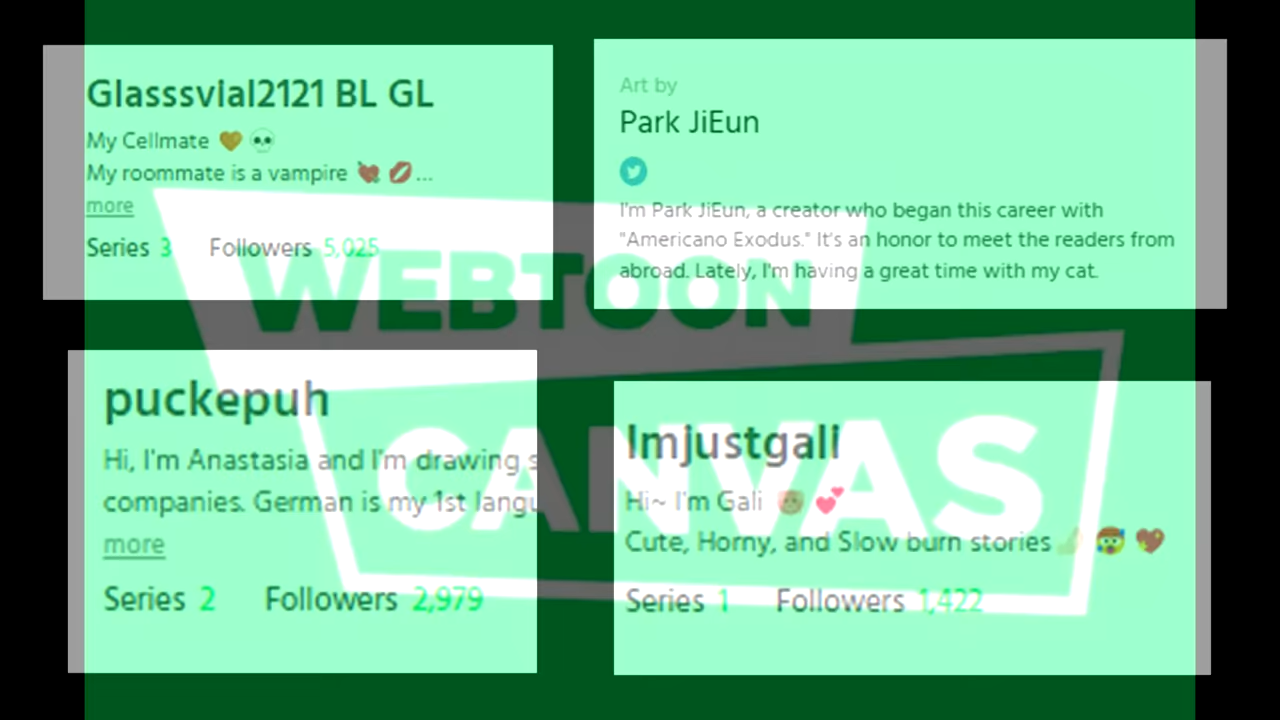 Glasssvial2121 BL GL
My Cellmate 🤎 💀
My roommate is a vampire 💘 💋 ...
more
Series 3 Followers 5,025
Art by
Park JiEun
I'm Park JiEun, a creator who began this career with
"Americano Exodus." It's an honor to meet the readers from
abroad. Lately, I'm having a great time with my cat.
WEBTOON
CANVAS
puckepuh
Hi, I'm Anastasia and I'm drawing s
companies. German is my 1st langu
more
Series 2 Followers 2,979
Imjustgali
Hi~ I'm Gali 💕
Cute, Horny, and Slow burn stories
Series 1 Followers 1,422